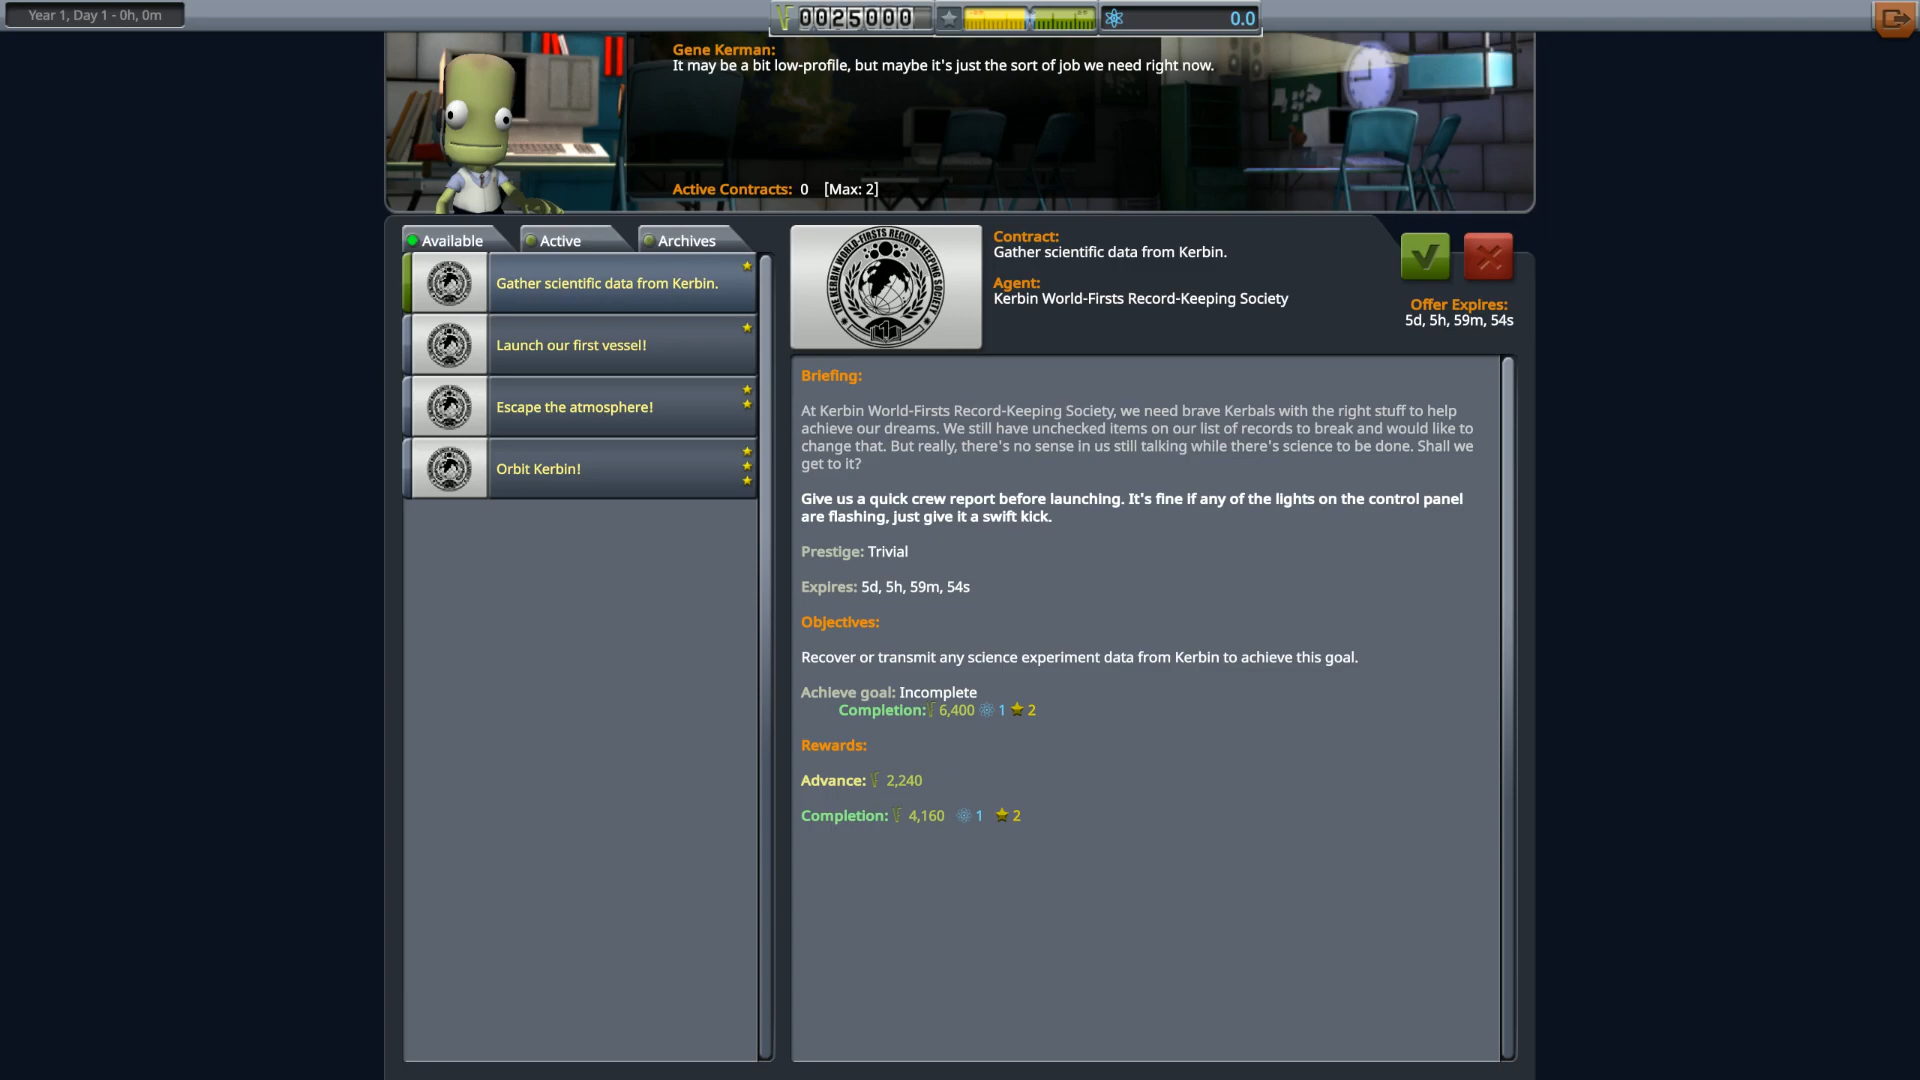 Year 1, Day 1 - 0h, 0m
0025000
0.0
Gene Kerman:
It may be a bit low-profile, but maybe it's just the sort of job we need right now.
Active Contracts: 0 [Max: 2]
Available
Active
Archives
Gather scientific data from Kerbin.
Launch our first vessel!
Escape the atmosphere!
Orbit Kerbin!
THE KERBIN WORLD-FIRSTS RECORD-KEEPING SOCIETY
1
Contract:
Gather scientific data from Kerbin.
Agent:
Kerbin World-Firsts Record-Keeping Society
Offer Expires:
5d, 5h, 59m, 54s
Briefing:
At Kerbin World-Firsts Record-Keeping Society, we need brave Kerbals with the right stuff to help
achieve our dreams. We still have unchecked items on our list of records to break and would like to
change that. But really, there's no sense in us still talking while there's science to be done. Shall we
get to it?
Give us a quick crew report before launching. It's fine if any of the lights on the control panel
are flashing, just give it a swift kick.
Prestige: Trivial
Expires: 5d, 5h, 59m, 54s
Objectives:
Recover or transmit any science experiment data from Kerbin to achieve this goal.
Achieve goal: Incomplete
Completion: 6,400 1 2
Rewards:
Advance: 2,240
Completion: 4,160 1 2